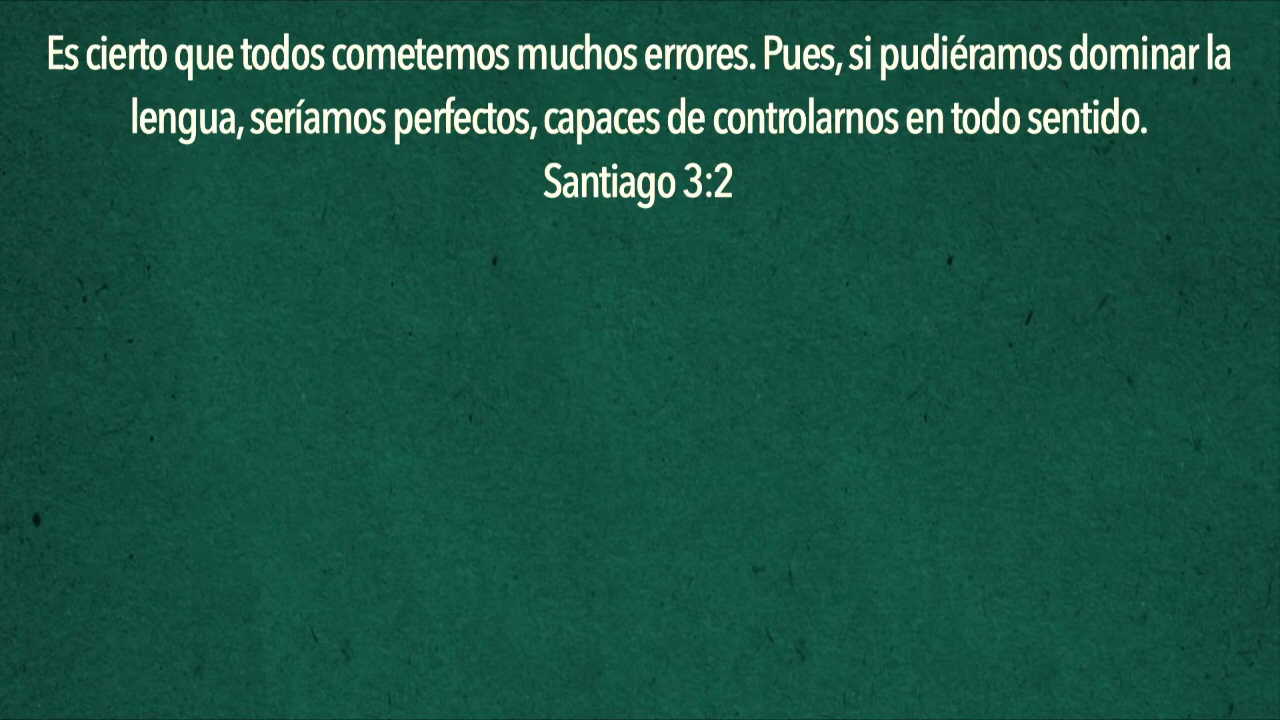 Es cierto que todos cometemos muchos errores. Pues, si pudiéramos dominar la
lengua, seríamos perfectos, capaces de controlarnos en todo sentido.
Santiago 3:2